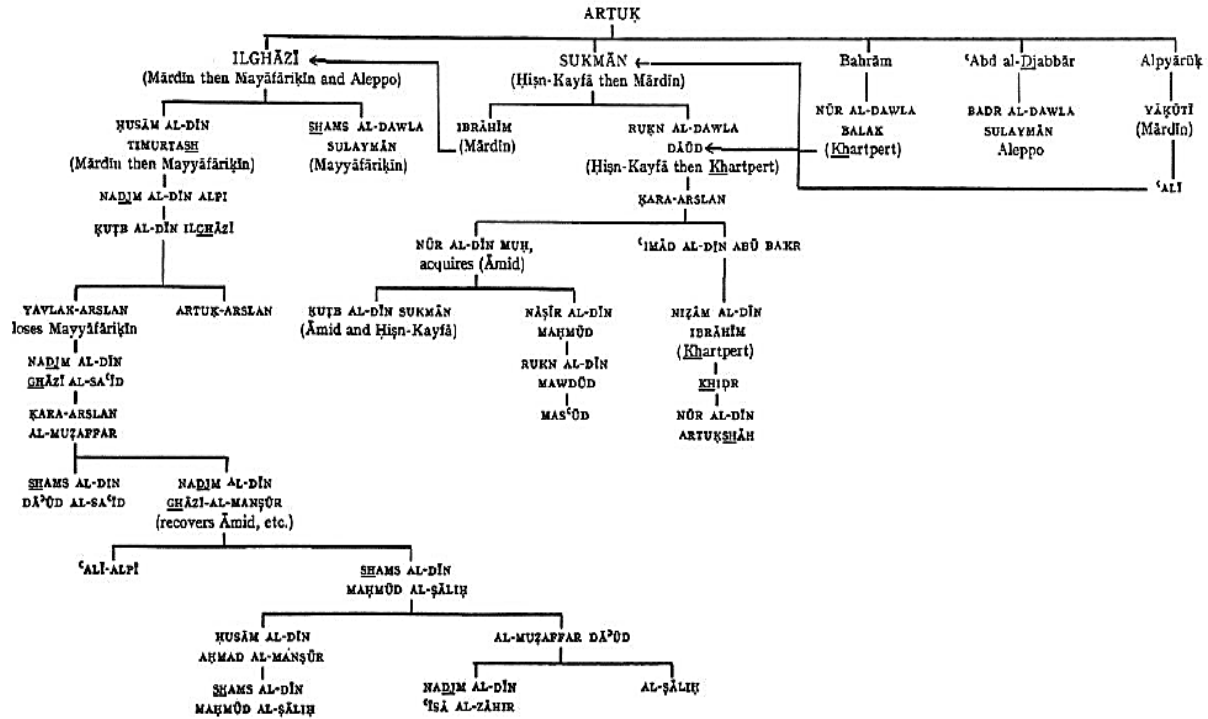 ARTUḲ
ILGHĀZĪ
(Mārdīn then Mayāfāriḳīn and Aleppo)
SUKMĀN
(Ḥiṣn-Kayfā then Mārdīn)
Bahrām
ʿAbd al-Djabbār
Alpyārūḳ
ḤUSĀM AL-DĪN
TIMURTASH
(Mārdīn then Mayyāfāriḳīn)
SHAMS AL-DAWLA
SULAYMĀN
(Mayyāfāriḳīn)
IBRĀHĪM
(Mārdīn)
RUKN AL-DAWLA
DĀŪD
(Ḥiṣn-Kayfā then Khartpert)
NŪR AL-DAWLA
BALAK
(Khartpert)
BADR AL-DAWLA
SULAYMĀN
Aleppo
YĀḲŪTĪ
(Mārdīn)
ʿALĪ
NADJM AL-DĪN ALPI
ḲUṬB AL-DĪN ILGHĀZĪ
ḲARA-ARSLAN
NŪR AL-DĪN MUḤ,
acquires (Āmid)
ʿIMĀD AL-DĪN ABŪ BAKR
YAVLAK-ARSLAN
loses Mayyāfāriḳīn
ARTUḲ-ARSLAN
ḲUṬB AL-DĪN SUKMĀN
(Āmid and Ḥiṣn-Kayfā)
NĀṢĪR AL-DĪN
MAḤMŪD
NIẒĀM AL-DĪN
IBRĀHĪM
(Khartpert)
NADJM AL-DĪN
GHĀZĪ AL-SAʿĪD
RUKN AL-DĪN
MAWDŪD
KHIḌR
ḲARA-ARSLAN
AL-MUẒAFFAR
MASʿŪD
NŪR AL-DĪN
ARTUḲSHĀH
SHAMS AL-DIN
DĀʾŪD AL-SAʿĪD
NADJM AL-DĪN
GHĀZĪ-AL-MANṢŪR
(recovers Āmid, etc.)
ʿALĪ-ALPĪ
SHAMS AL-DĪN
MAḤMŪD AL-ṢĀLIḤ
ḤUSĀM AL-DĪN
AḤMAD AL-MANṢŪR
AL-MUẒAFFAR DĀʾŪD
SHAMS AL-DĪN
MAḤMŪD AL-ṢĀLIḤ
NADJM AL-DĪN
ʿĪSĀ AL-ZĀHIR
AL-ṢĀLIḤ